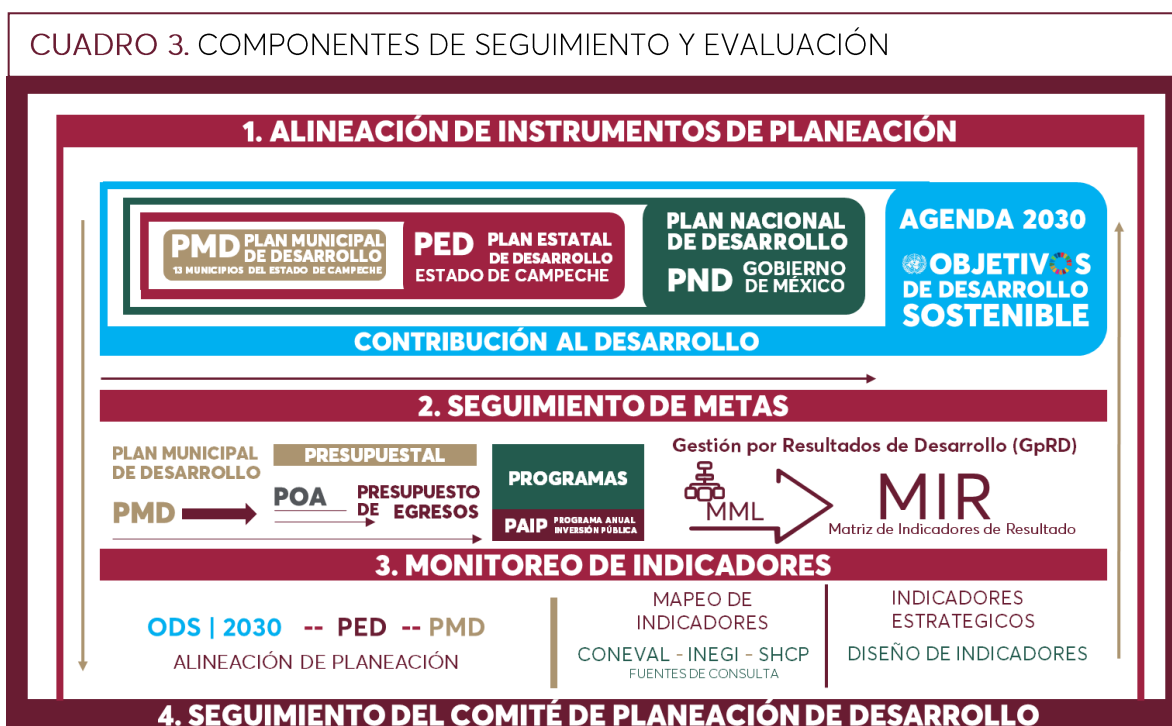 CUADRO 3. COMPONENTES DE SEGUIMIENTO Y EVALUACIÓN
1. ALINEACIÓN DE INSTRUMENTOS DE PLANEACIÓN
PMD PLAN MUNICIPAL
DE DESARROLLO
13 MUNICIPIOS DEL ESTADO DE CAMPECHE
PED PLAN ESTATAL
DE DESARROLLO
ESTADO DE CAMPECHE
PLAN NACIONAL
DE DESARROLLO
PND GOBIERNO
DE MÉXICO
AGENDA 2030
OBJETIVOS
DE DESARROLLO
SOSTENIBLE
CONTRIBUCIÓN AL DESARROLLO
2. SEGUIMIENTO DE METAS
PLAN MUNICIPAL
DE DESARROLLO
PMD
PRESUPUESTAL
POA
PRESUPUESTO
DE EGRESOS
PROGRAMAS
PAIP PROGRAMA ANUAL
INVERSIÓN PÚBLICA
Gestión por Resultados de Desarrollo (GpRD)
MML
MIR
Matriz de Indicadores de Resultado
3. MONITOREO DE INDICADORES
ODS | 2030 -- PED -- PMD
ALINEACIÓN DE PLANEACIÓN
MAPEO DE
INDICADORES
CONEVAL - INEGI - SHCP
FUENTES DE CONSULTA
INDICADORES
ESTRATEGICOS
DISEÑO DE INDICADORES
4. SEGUIMIENTO DEL COMITÉ DE PLANEACIÓN DE DESARROLLO